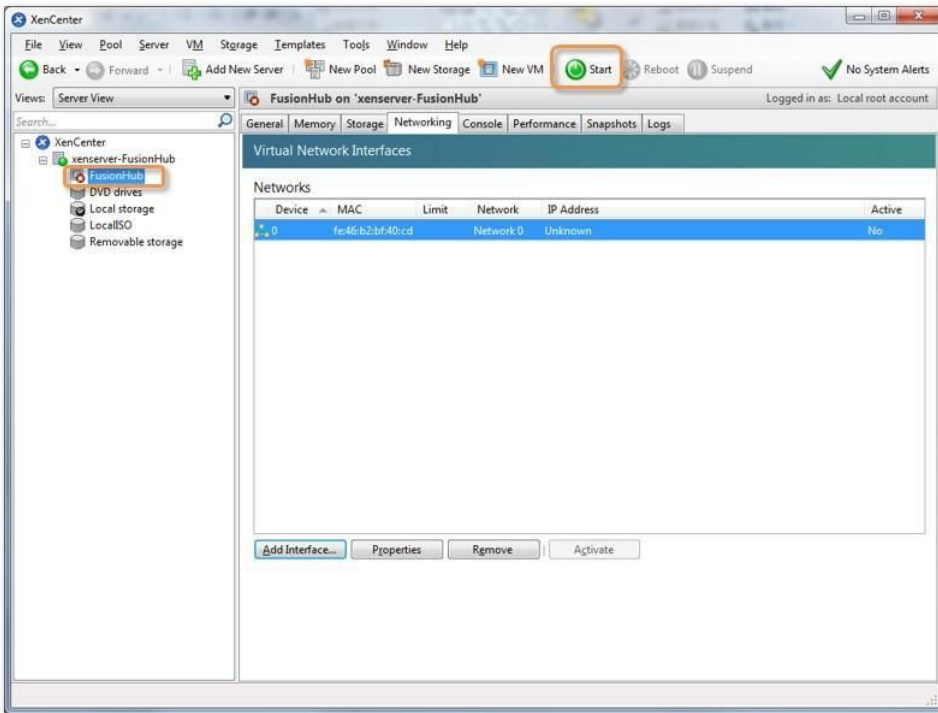 XenCenter
File View Pool Server VM Storage Templates Tools Window Help
Back Forward Add New Server New Pool New Storage New VM Start Reboot Suspend No System Alerts
Views: Server View FusionHub on 'xenserver-FusionHub' Logged in as: Local root account
Search... General Memory Storage Networking Console Performance Snapshots Logs
XenCenter
xenserver-FusionHub
FusionHub
DVD drives
Local storage
LocalISO
Removable storage
Virtual Network Interfaces
Networks
Device MAC Limit Network IP Address Active
0 fe:46:b2:bf:40:cd Network 0 Unknown No
Add Interface... Properties Remove Activate